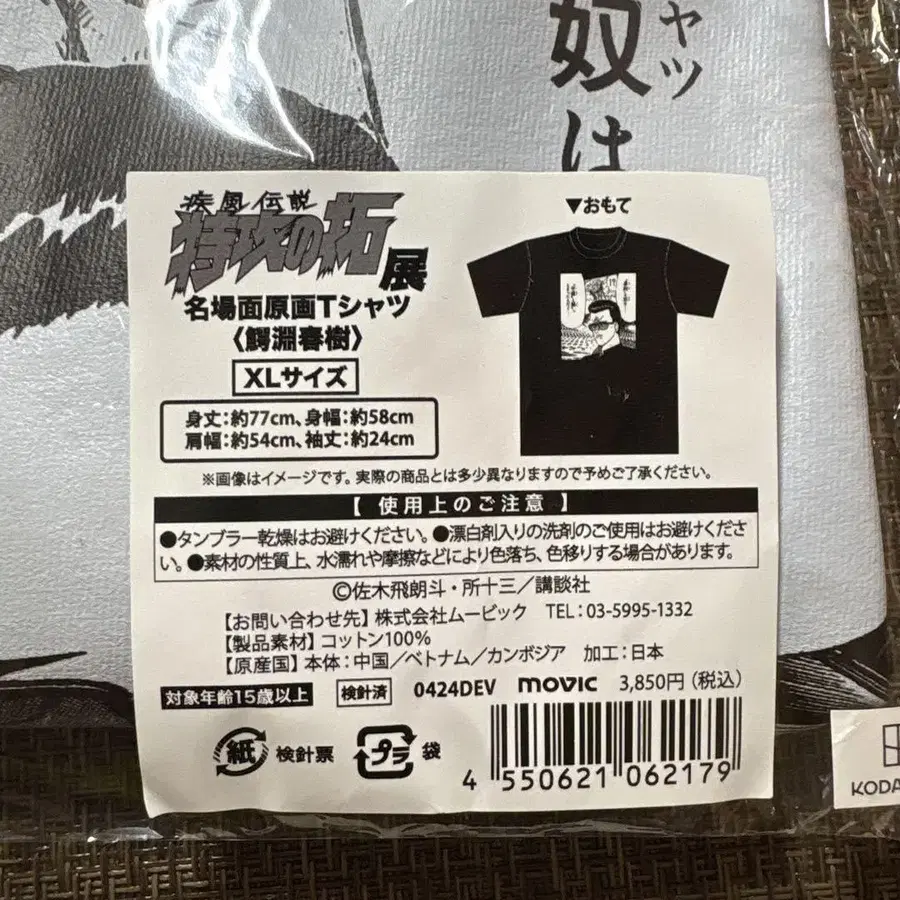 奴は
ャツ
疾風伝説
特攻の拓
展
名場面原画Tシャツ
〈鰐淵春樹〉
XLサイズ
身丈：約77cm、身幅：約58cm
肩幅：約54cm、袖丈：約24cm
▼おもて
※画像はイメージです。実際の商品とは多少異なりますので予めご了承ください。
【 使用上のご注意 】
●タンブラー乾燥はお避けください。●漂白剤入りの洗剤のご使用はお避けくださ
い。●素材の性質上、水濡れや摩擦などにより色落ち、色移りする場合があります。
©佐木飛朗斗・所十三／講談社
【お問い合わせ先】株式会社ムービック TEL：03-5995-1332
【製品素材】コットン100%
【原産国】本体：中国／ベトナム／カンボジア 加工：日本
対象年齢15歳以上 検針済 0424DEV movic 3,850円（税込）
紙 検針票 プラ 袋
4 550621 062179
KODA